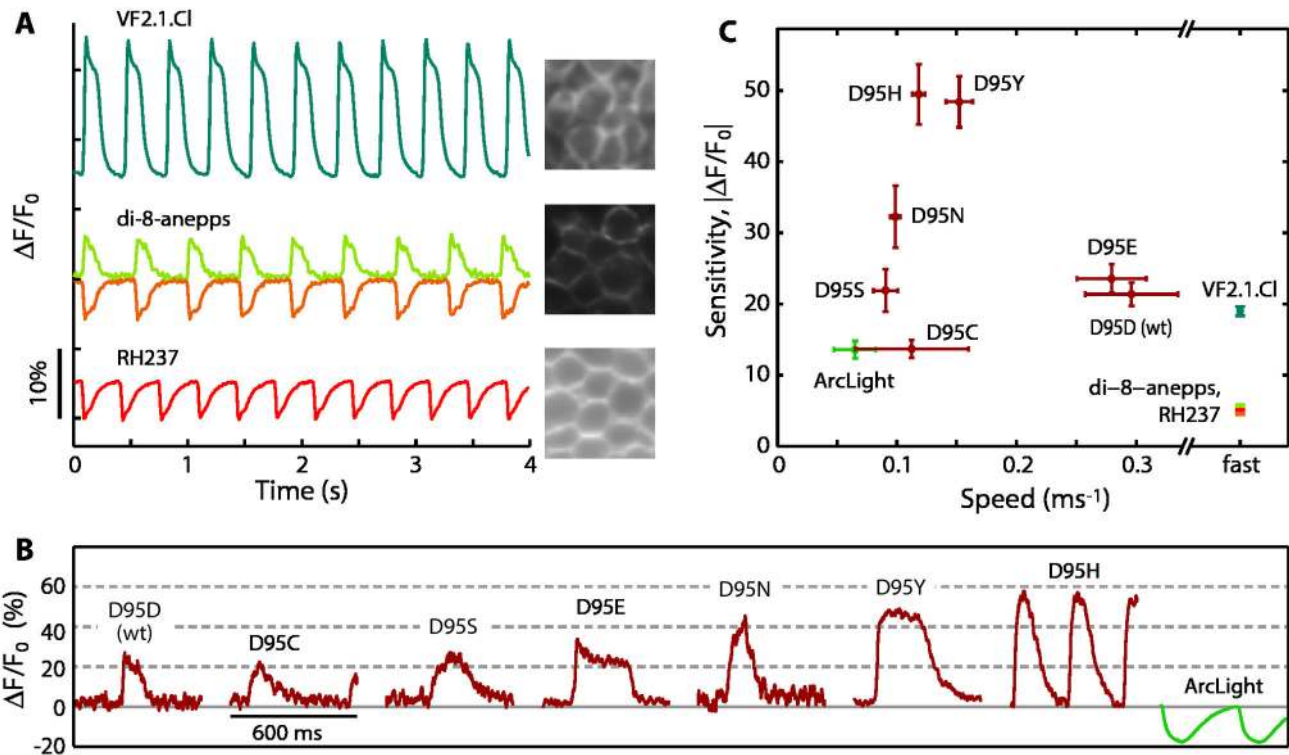 A
VF2.1.Cl
di-8-anepps
RH237
ΔF/F₀
10%
0
1
2
3
4
Time (s)
C
50
40
30
20
10
0
Sensitivity, |ΔF/F₀|
D95H
D95Y
D95N
D95S
D95E
D95D (wt)
D95C
ArcLight
VF2.1.Cl
di–8–anepps,
RH237
0
0.1
0.2
0.3
fast
Speed (ms⁻¹)
B
ΔF/F₀ (%)
60
40
20
0
-20
D95D
(wt)
D95C
D95S
D95E
D95N
D95Y
D95H
ArcLight
600 ms